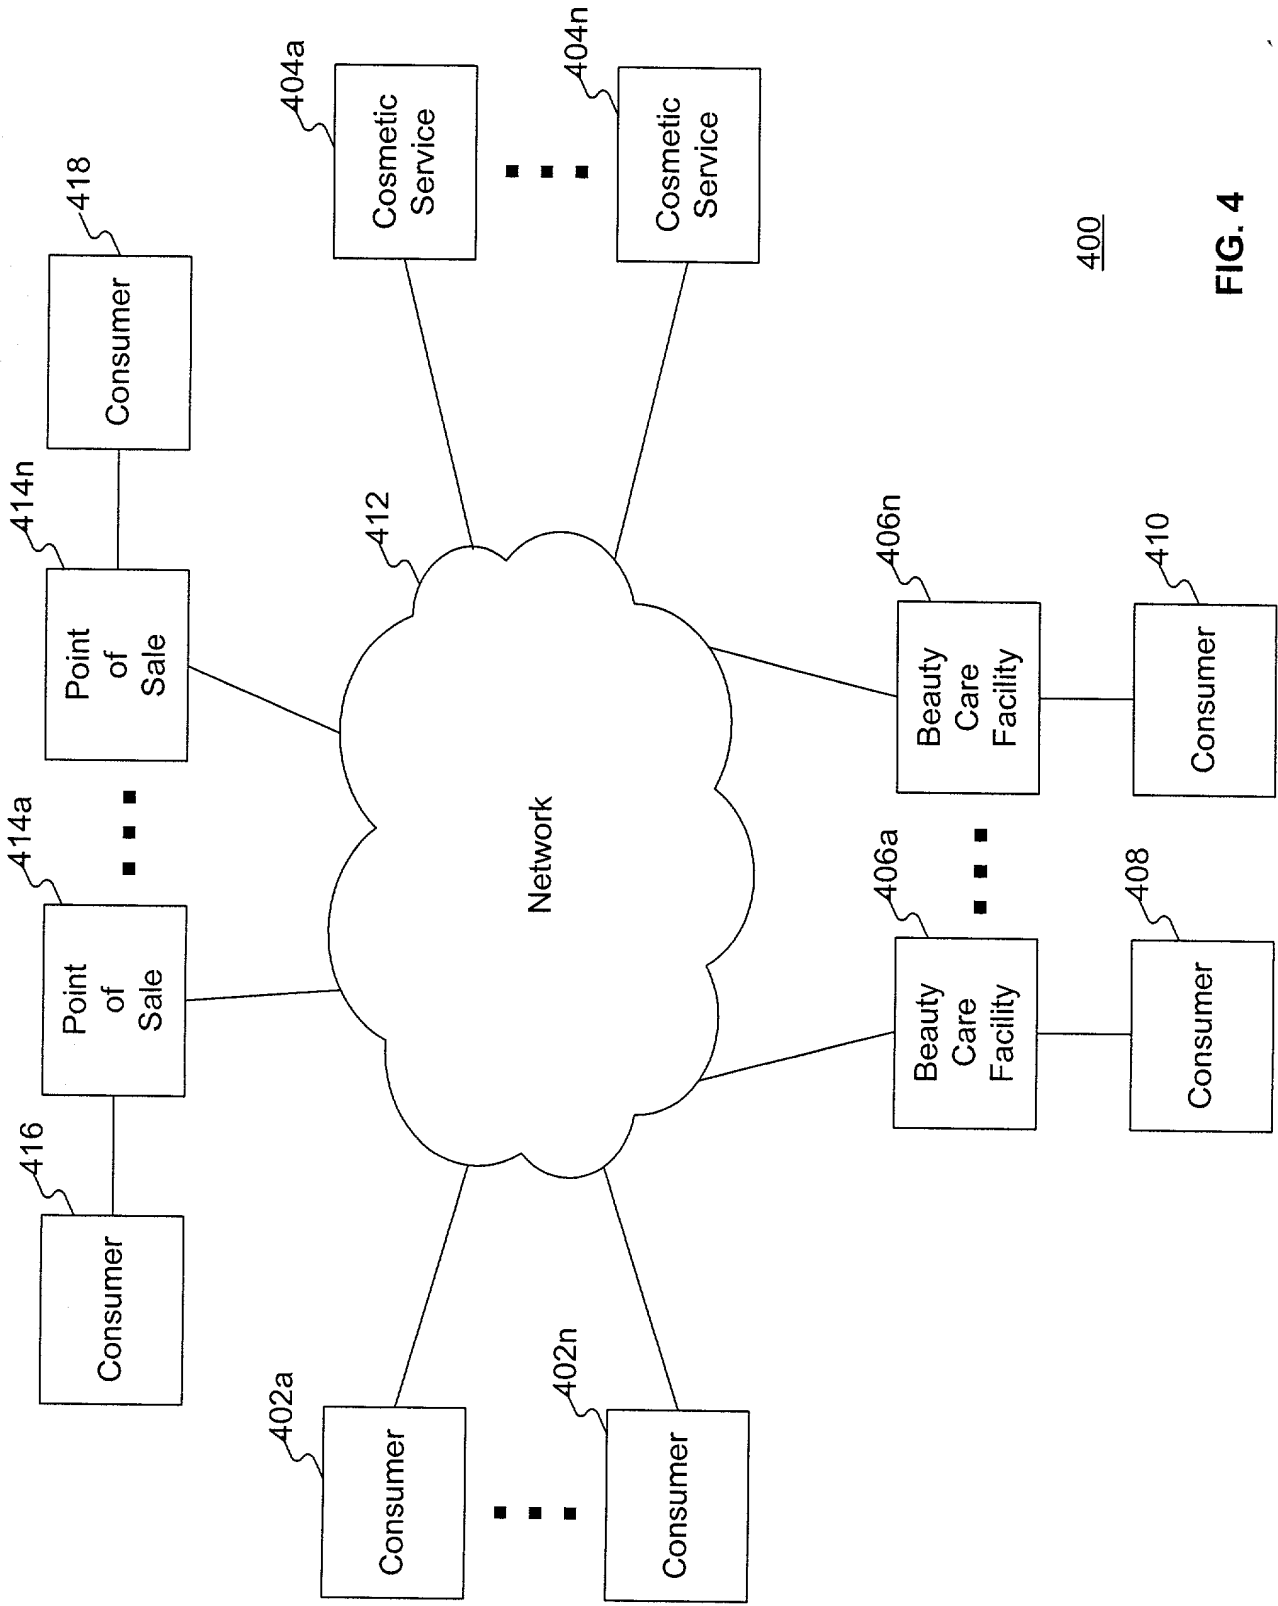 416
Consumer
414a
Point
of
Sale
414n
Point
of
Sale
418
Consumer
402a
Consumer
402n
Consumer
412
Network
404a
Cosmetic
Service
404n
Cosmetic
Service
406a
Beauty
Care
Facility
406n
Beauty
Care
Facility
408
Consumer
410
Consumer
400
FIG. 4